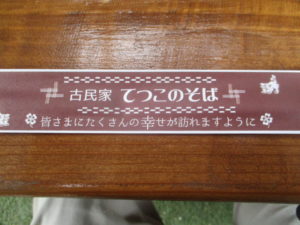 古民家 てつこのそば
皆さまにたくさんの幸せが訪れますように